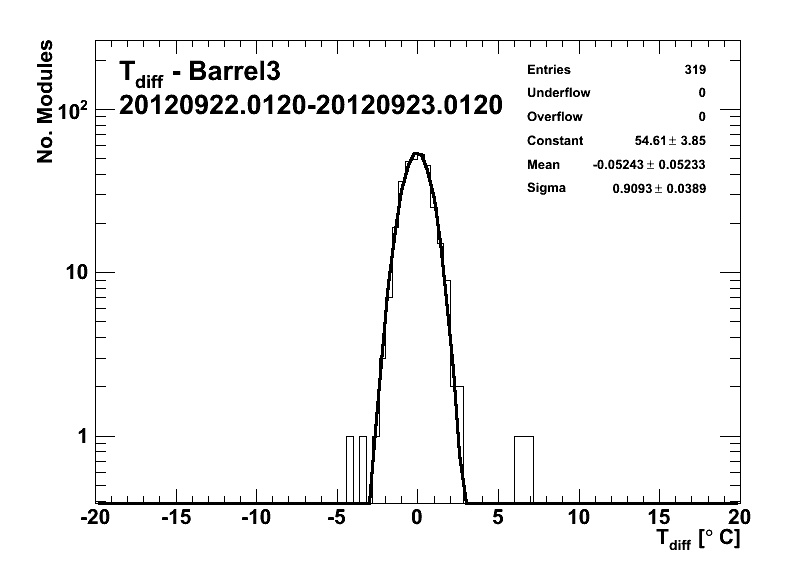 T_diff - Barrel3
20120922.0120-20120923.0120
Entries 319
Underflow 0
Overflow 0
Constant 54.61 ± 3.85
Mean -0.05243 ± 0.05233
Sigma 0.9093 ± 0.0389
No. Modules
10^2
10
1
-20 -15 -10 -5 0 5 10 15 20
T_diff [° C]